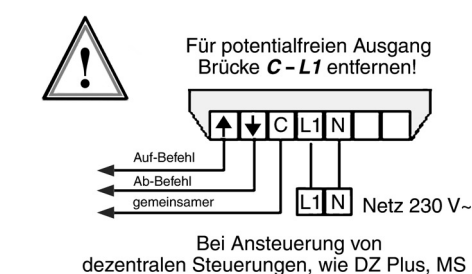 !
Für potentialfreien Ausgang
Brücke C – L1 entfernen!
C L1 N
Auf-Befehl
Ab-Befehl
gemeinsamer
L1 N Netz 230 V~
Bei Ansteuerung von
dezentralen Steuerungen, wie DZ Plus, MS